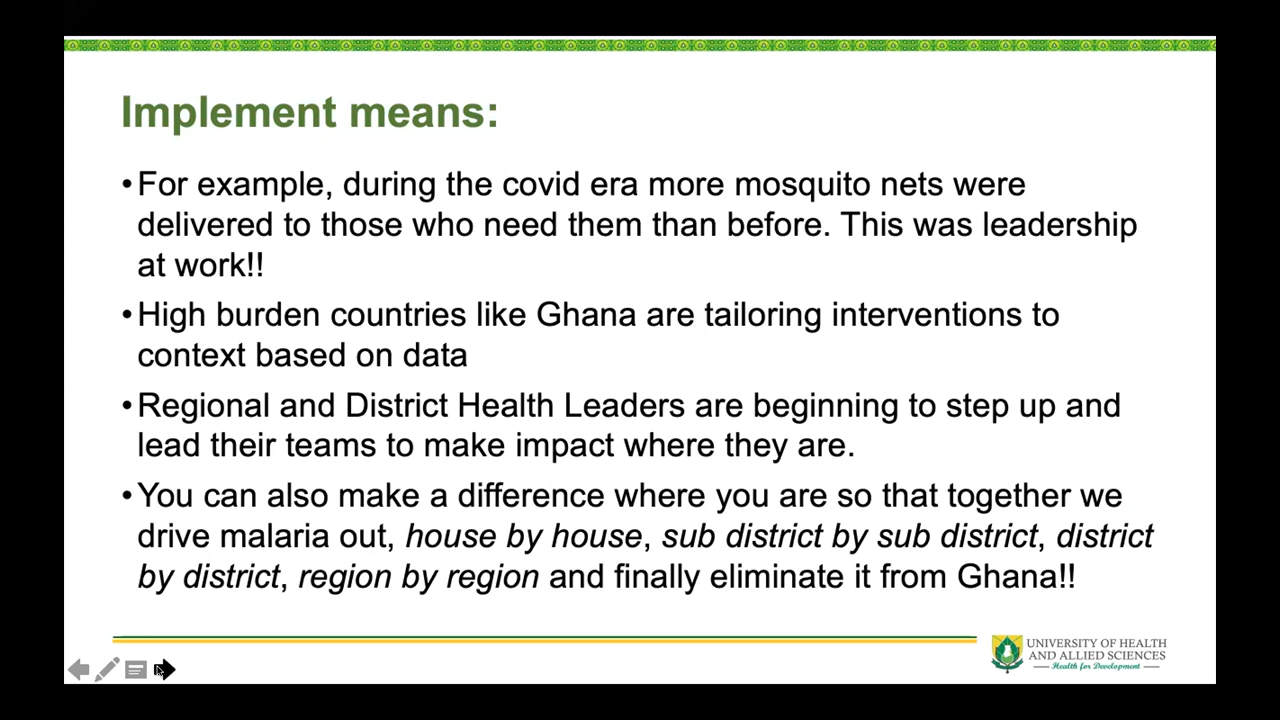 Implement means:
•For example, during the covid era more mosquito nets were
delivered to those who need them than before. This was leadership
at work!!
•High burden countries like Ghana are tailoring interventions to
context based on data
•Regional and District Health Leaders are beginning to step up and
lead their teams to make impact where they are.
•You can also make a difference where you are so that together we
drive malaria out, house by house, sub district by sub district, district
by district, region by region and finally eliminate it from Ghana!!
UNIVERSITY OF HEALTH
AND ALLIED SCIENCES
Health for Development